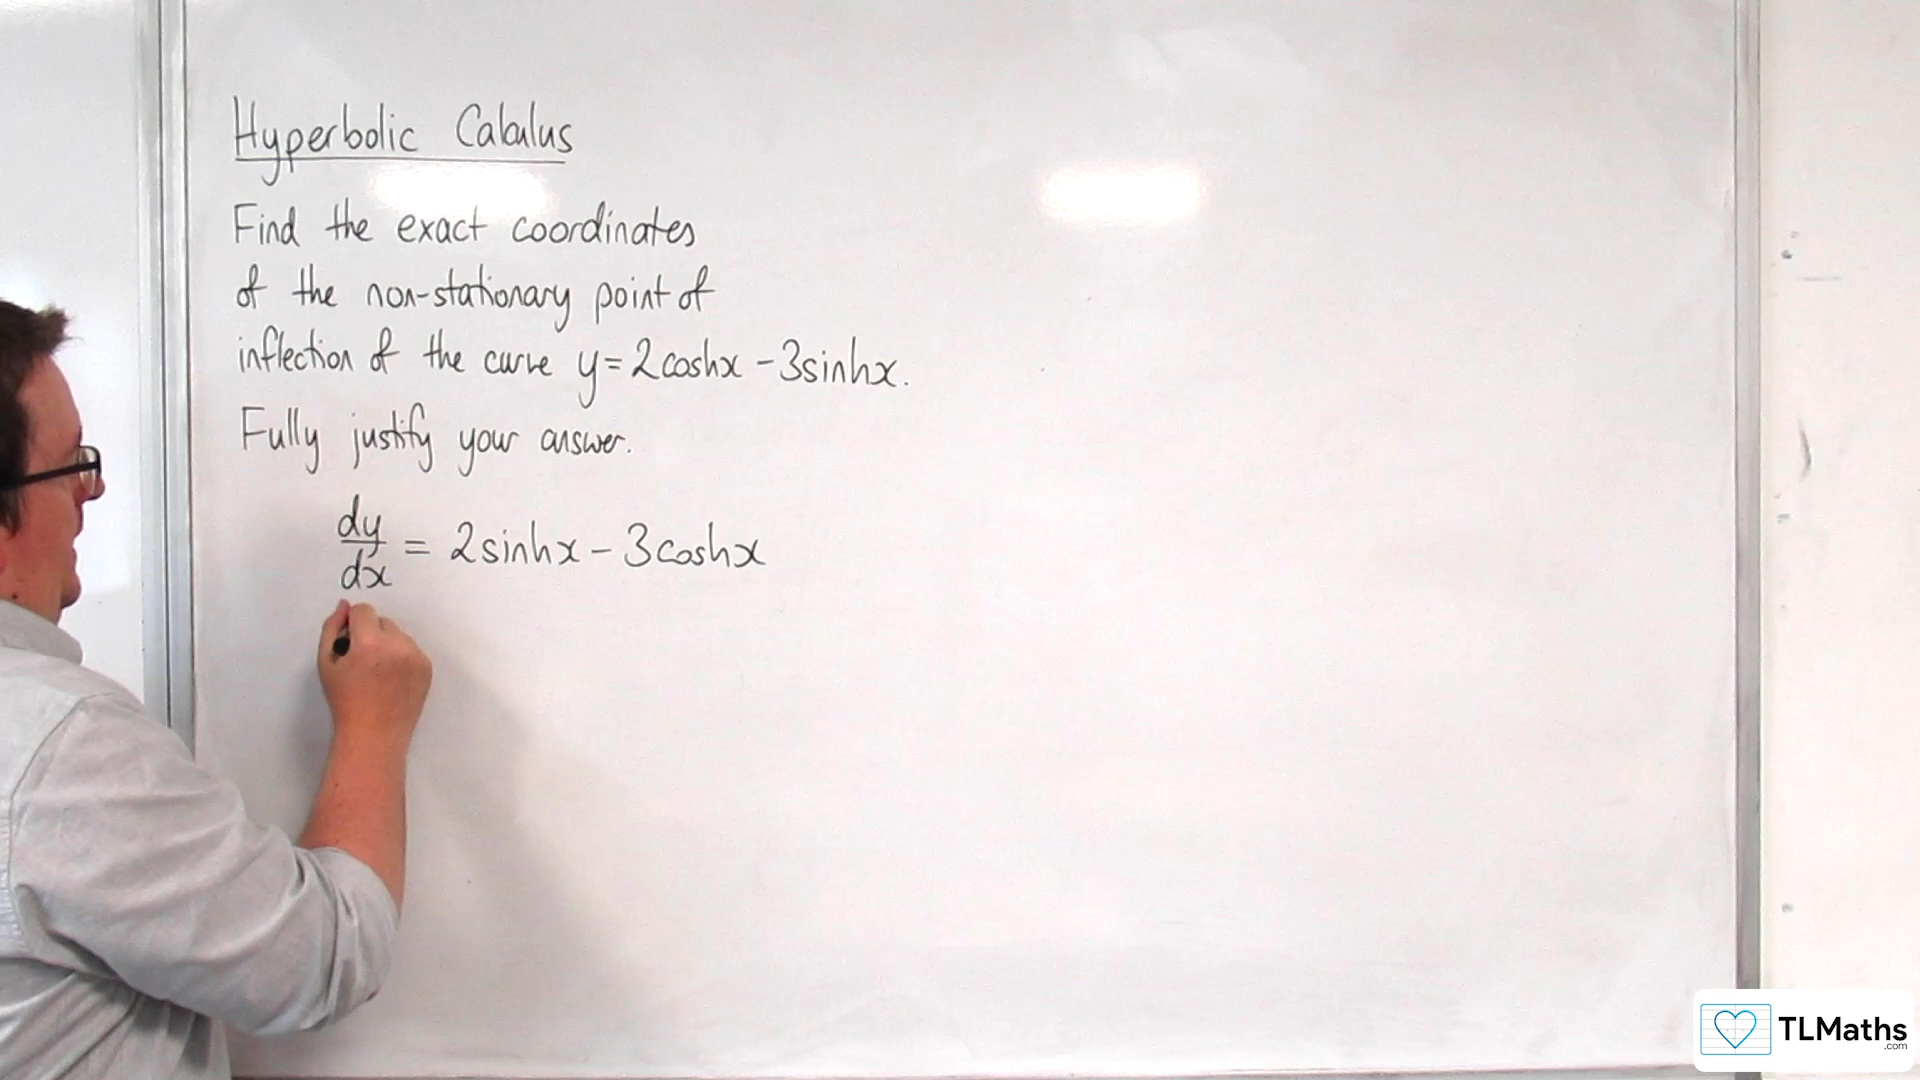 Hyperbolic Calculus
Find the exact coordinates
of the non-stationary point of
inflection of the curve y=2coshx -3sinhx.
Fully justify your answer.
dy/dx = 2sinhx - 3coshx
TLMaths
.com